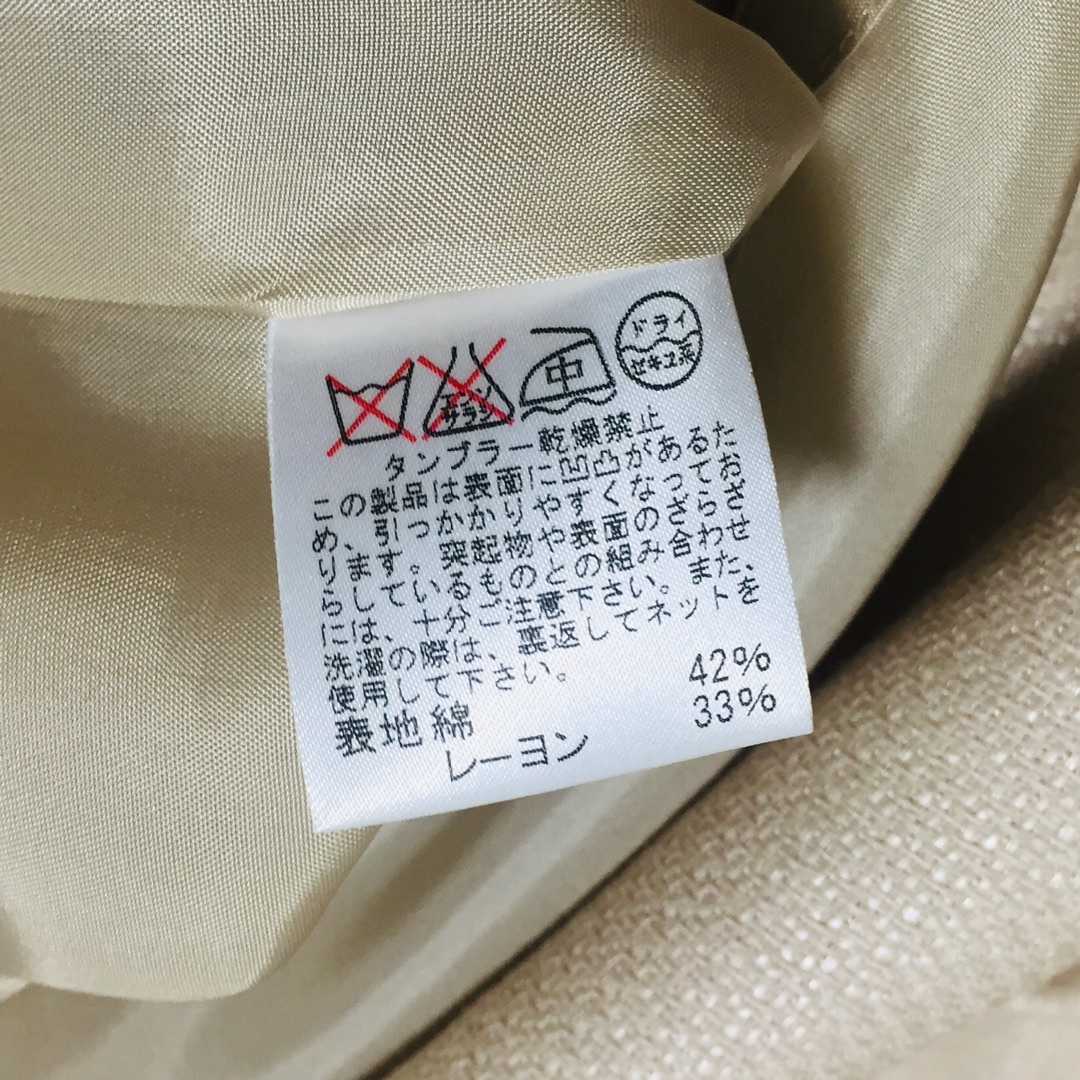 エンソ
サラシ
中
ドライ
セキユ系
タンブラー乾燥禁止
この製品は表面に凹凸があるた
め、引っかかりやすくなってお
ります。突起物や表面のざらざ
らしているものとの組み合わせ
には、十分ご注意下さい。また、
洗濯の際は、裏返してネットを
使用して下さい。
表地 綿 42%
レーヨン 33%